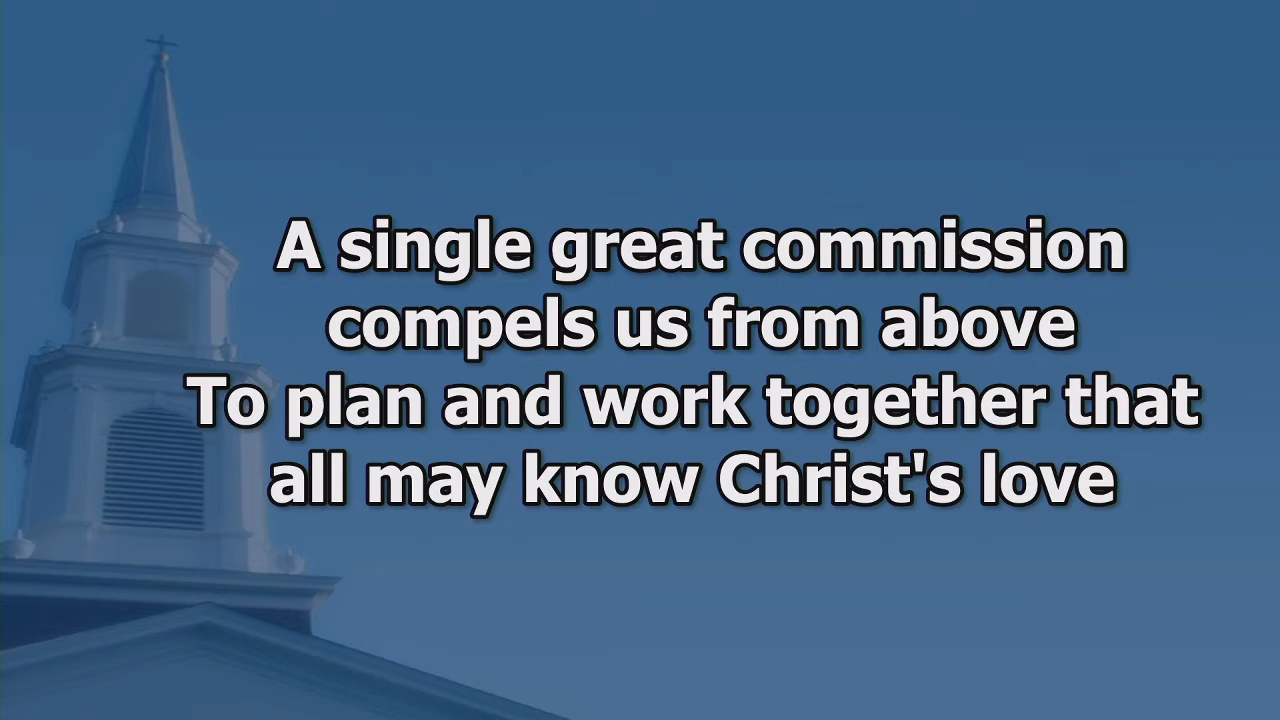 A single great commission
compels us from above
To plan and work together that
all may know Christ's love